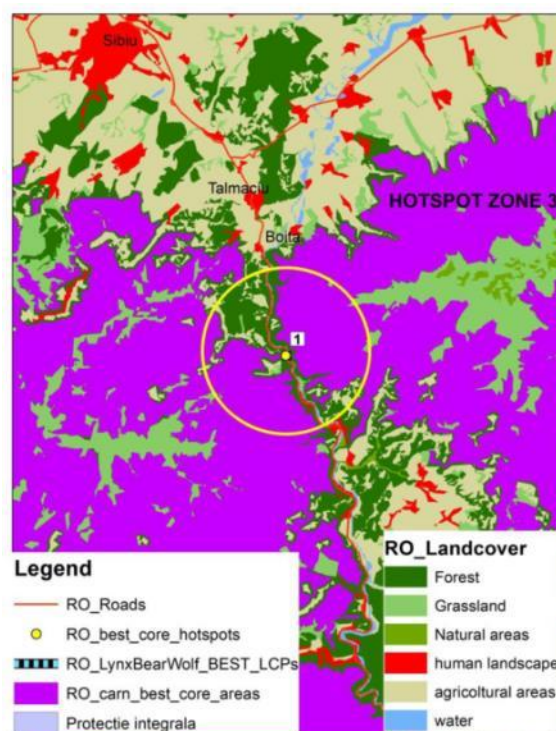 Sibiu
Talmaciu
HOTSPOT ZONE 3
Boita
1
Legend
RO_Roads
RO_best_core_hotspots
RO_LynxBearWolf_BEST_LCPs
RO_carn_best_core_areas
Protectie integrala
RO_Landcover
Forest
Grassland
Natural areas
human landscape
agricoltural areas
water